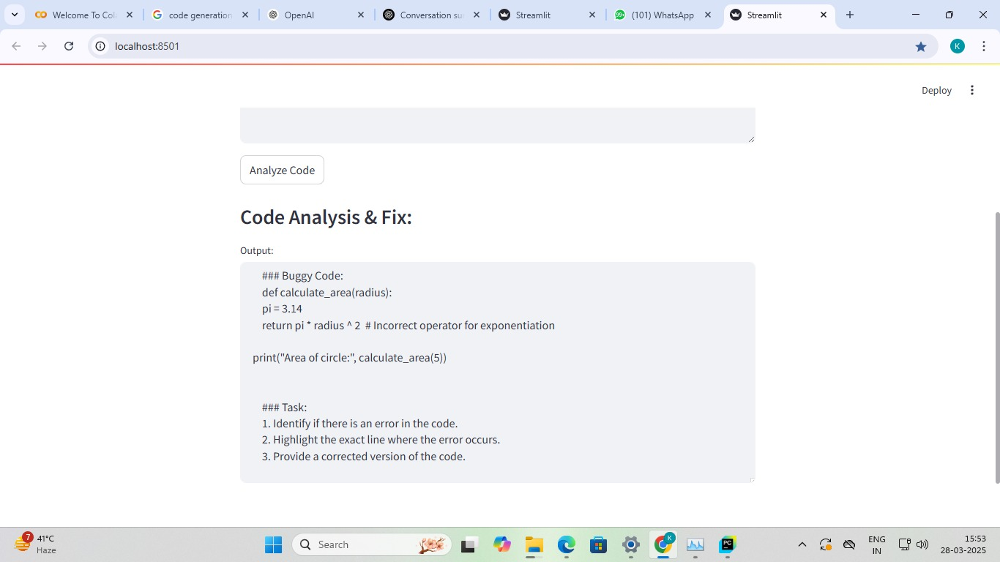 Welcome To Col
code generation
OpenAI
Conversation su
Streamlit
99+
(101) WhatsApp
Streamlit
localhost:8501
K
Deploy
Analyze Code
Code Analysis & Fix:
Output:
### Buggy Code:
def calculate_area(radius):
pi = 3.14
return pi * radius ^ 2  # Incorrect operator for exponentiation
print("Area of circle:", calculate_area(5))
### Task:
1. Identify if there is an error in the code.
2. Highlight the exact line where the error occurs.
3. Provide a corrected version of the code.
7
41°C
Haze
Search
K
PC
ENG
IN
15:53
28-03-2025